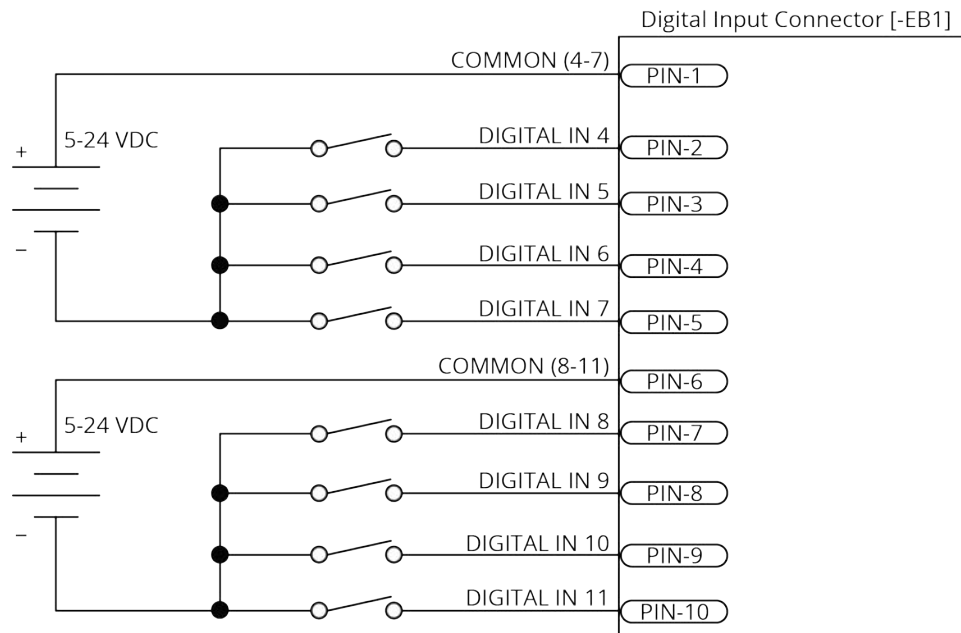 Digital Input Connector [-EB1]
COMMON (4-7)
PIN-1
5-24 VDC
+
DIGITAL IN 4
PIN-2
DIGITAL IN 5
PIN-3
–
DIGITAL IN 6
PIN-4
DIGITAL IN 7
PIN-5
COMMON (8-11)
PIN-6
5-24 VDC
+
DIGITAL IN 8
PIN-7
DIGITAL IN 9
PIN-8
–
DIGITAL IN 10
PIN-9
DIGITAL IN 11
PIN-10